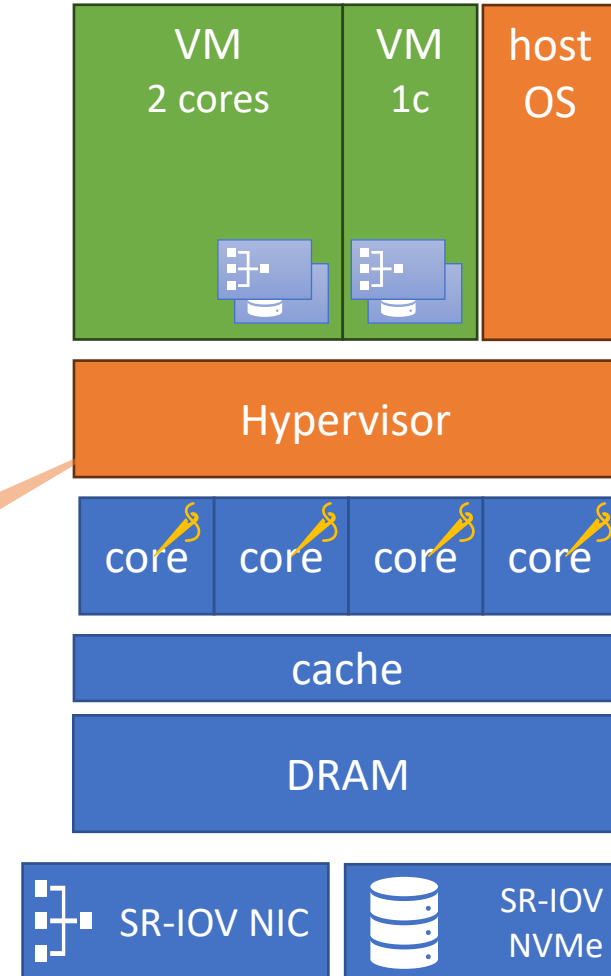 VM
2 cores
VM
1c
host
OS
Hypervisor
core
core
core
core
cache
DRAM
SR-IOV NIC
SR-IOV
NVMe